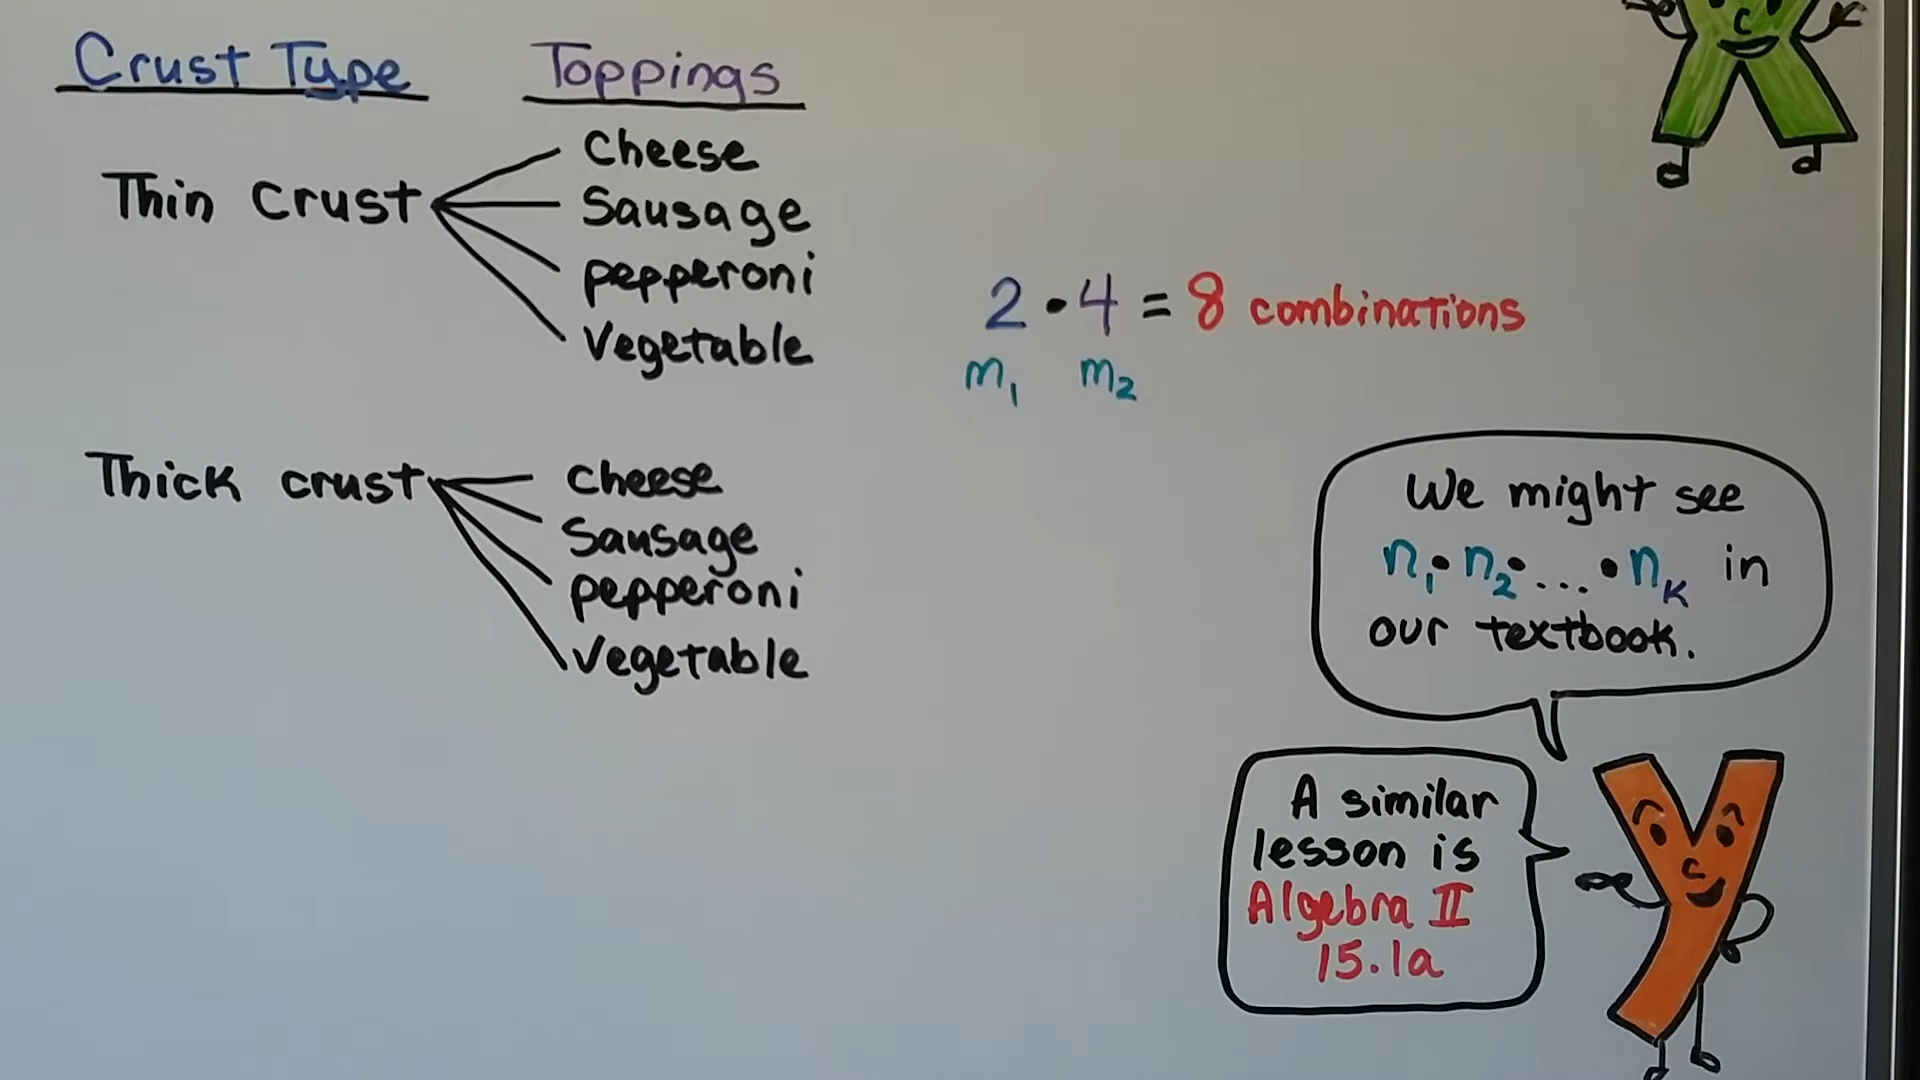 Crust Type Toppings
Thin Crust
Cheese
Sausage
pepperoni
Vegetable
2 • 4 = 8 combinations
m₁ m₂
Thick crust
cheese
Sausage
pepperoni
Vegetable
We might see
n₁•n₂•...•nₖ in
our textbook.
A similar
lesson is
Algebra II
15.1a